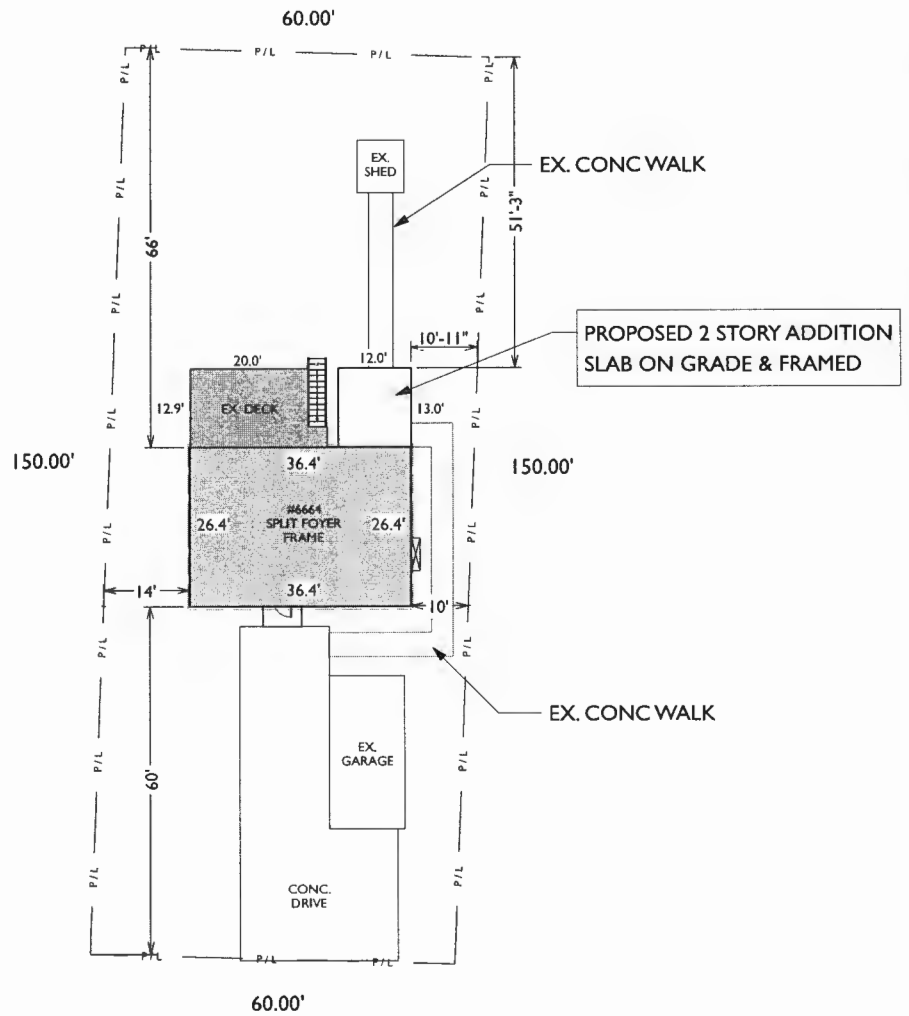 60.00'
P/L
P/L
P/L
P/L
P/L
P/L
P/L
EX.
SHED
EX. CONC WALK
P/L
P/L
66'
51'-3"
P/L
P/L
10'-11"
PROPOSED 2 STORY ADDITION
SLAB ON GRADE & FRAMED
20.0'
12.0'
12.9'
EX. DECK
13.0'
P/L
P/L
150.00'
36.4'
150.00'
26.4'
#6664
SPLIT FOYER
FRAME
26.4'
P/L
P/L
36.4'
14'
10'
P/L
P/L
EX. CONC WALK
EX.
GARAGE
P/L
P/L
60'
P/L
P/L
CONC.
DRIVE
P/L
P/L
P/L
60.00'